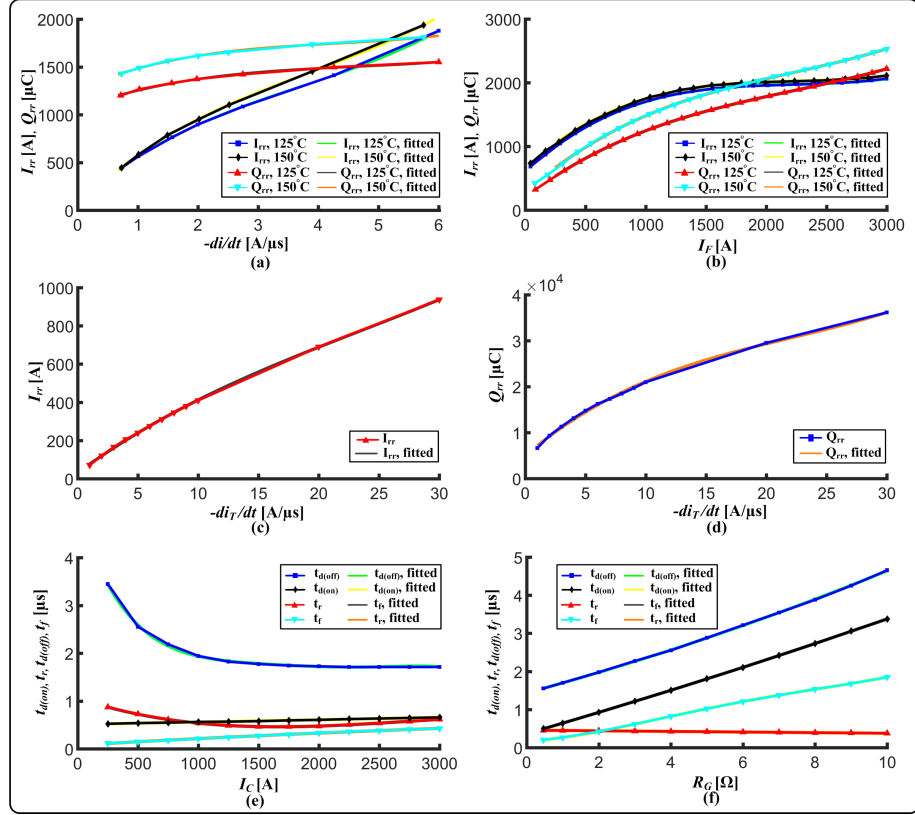 2000
1500
1000
500
0
I_rr [A], Q_rr [µC]
I_rr, 125°C
I_rr, 150°C
Q_rr, 125°C
Q_rr, 150°C
I_rr, 125°C, fitted
I_rr, 150°C, fitted
Q_rr, 125°C, fitted
Q_rr, 150°C, fitted
0 1 2 3 4 5 6
-di/dt [A/µs]
(a)
3000
2500
2000
1500
1000
500
0
I_rr [A], Q_rr [µC]
I_rr, 125°C
I_rr, 150°C
Q_rr, 125°C
Q_rr, 150°C
I_rr, 125°C, fitted
I_rr, 150°C, fitted
Q_rr, 125°C, fitted
Q_rr, 150°C, fitted
0 500 1000 1500 2000 2500 3000
I_F [A]
(b)
1000
800
600
400
200
0
I_rr [A]
I_rr
I_rr, fitted
0 5 10 15 20 25 30
-di_T/dt [A/µs]
(c)
×10^4
4
3
2
1
0
Q_rr [µC]
Q_rr
Q_rr, fitted
0 5 10 15 20 25 30
-di_T/dt [A/µs]
(d)
4
3
2
1
0
t_d(on), t_r, t_d(off), t_f [µs]
t_d(off)
t_d(on)
t_r
t_f
t_d(off), fitted
t_d(on), fitted
t_f, fitted
t_r, fitted
0 500 1000 1500 2000 2500 3000
I_C [A]
(e)
5
4
3
2
1
0
t_d(on), t_r, t_d(off), t_f [µs]
t_d(off)
t_d(on)
t_r
t_f
t_d(off), fitted
t_d(on), fitted
t_f, fitted
t_r, fitted
0 2 4 6 8 10
R_G [Ω]
(f)